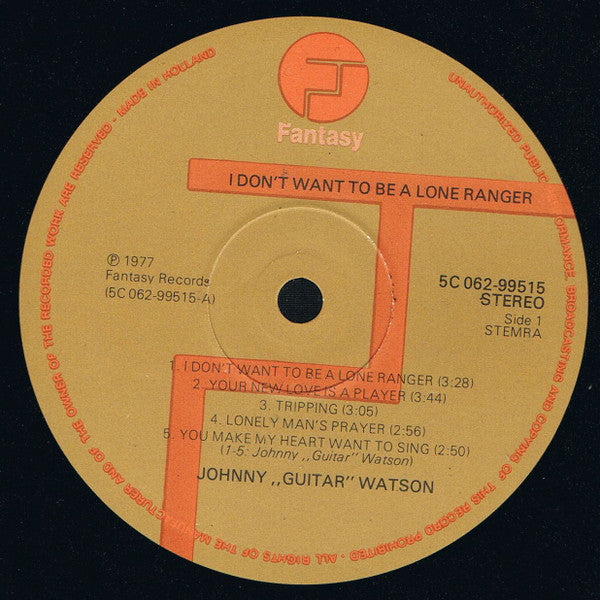 Fantasy
I DON'T WANT TO BE A LONE RANGER
℗ 1977
Fantasy Records
(5C 062-99515-A)
5C 062-99515
STEREO
Side 1
STEMRA
1. I DON'T WANT TO BE A LONE RANGER (3:28)
2. YOUR NEW LOVE IS A PLAYER (3:44)
3. TRIPPING (3:05)
4. LONELY MAN'S PRAYER (2:56)
5. YOU MAKE MY HEART WANT TO SING (2:50)
(1-5: Johnny ,,Guitar'' Watson)
JOHNNY ,,GUITAR'' WATSON
UNAUTHORIZED PUBLIC BROADCASTING AND COPYING OF THIS RECORD PROHIBITED · ALL RIGHTS OF THE AND OF THE OWNER OF THE RECORDED WORK ARE RESERVED · MADE IN HOLLAND